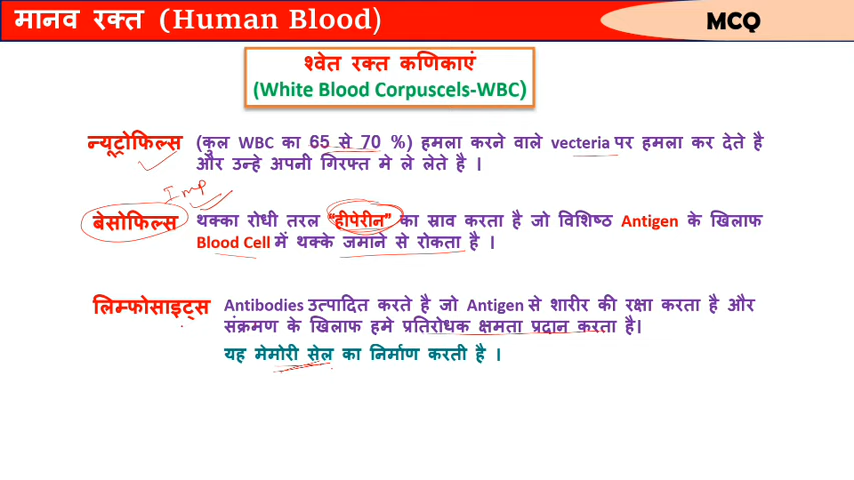 मानव रक्त (Human Blood)
MCQ
श्वेत रक्त कणिकाएं
(White Blood Corpuscels-WBC)
न्यूट्रोफिल्स (कुल WBC का 65 से 70 %) हमला करने वाले vecteria पर हमला कर देते है
और उन्हे अपनी गिरफ्त मे ले लेते है ।
Imp
बेसोफिल्स थक्का रोधी तरल "हीपेरीन" का स्राव करता है जो विशिष्ठ Antigen के खिलाफ
Blood Cell में थक्के जमाने से रोकता है ।
लिम्फोसाइट्स Antibodies उत्पादित करते है जो Antigen से शारीर की रक्षा करता है और
संक्रमण के खिलाफ हमे प्रतिरोधक क्षमता प्रदान करता है।
यह मेमोरी सेल का निर्माण करती है ।